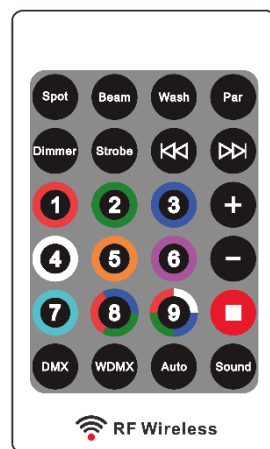 Spot Beam Wash Par
Dimmer Strobe
1 2 3 +
4 5 6 −
7 8 9
DMX WDMX Auto Sound
RF Wireless